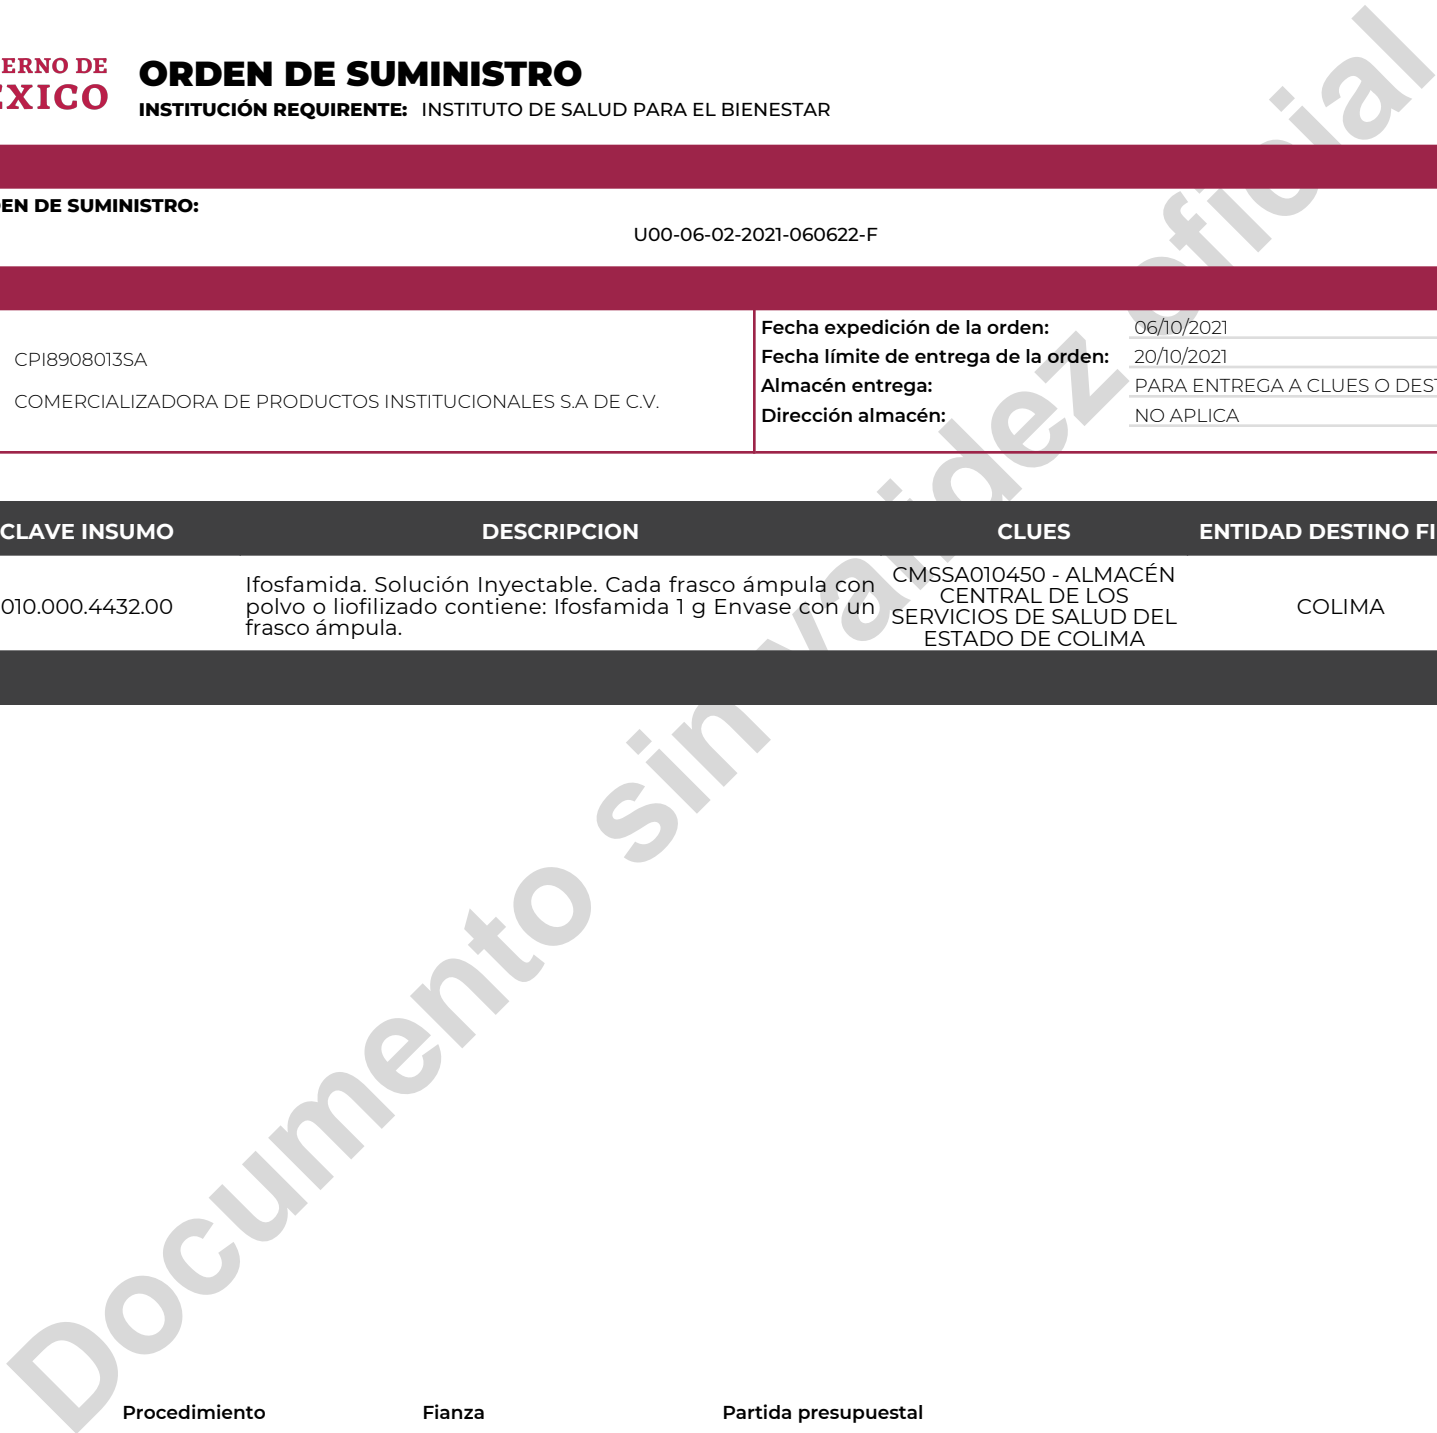 ERNO DE
ORDEN DE SUMINISTRO
XICO
INSTITUCIÓN REQUIRENTE: INSTITUTO DE SALUD PARA EL BIENESTAR
EN DE SUMINISTRO:
U00-06-02-2021-060622-F
CPI8908013SA
COMERCIALIZADORA DE PRODUCTOS INSTITUCIONALES S.A DE C.V.
Fecha expedición de la orden: 06/10/2021
Fecha límite de entrega de la orden: 20/10/2021
Almacén entrega: PARA ENTREGA A CLUES O DEST
Dirección almacén: NO APLICA
CLAVE INSUMO DESCRIPCION CLUES ENTIDAD DESTINO FI
010.000.4432.00
Ifosfamida. Solución Inyectable. Cada frasco ámpula con
polvo o liofilizado contiene: Ifosfamida 1 g Envase con un
frasco ámpula.
CMSSA010450 - ALMACÉN
CENTRAL DE LOS
SERVICIOS DE SALUD DEL
ESTADO DE COLIMA
COLIMA
Documento sin validez oficial
Procedimiento Fianza Partida presupuestal